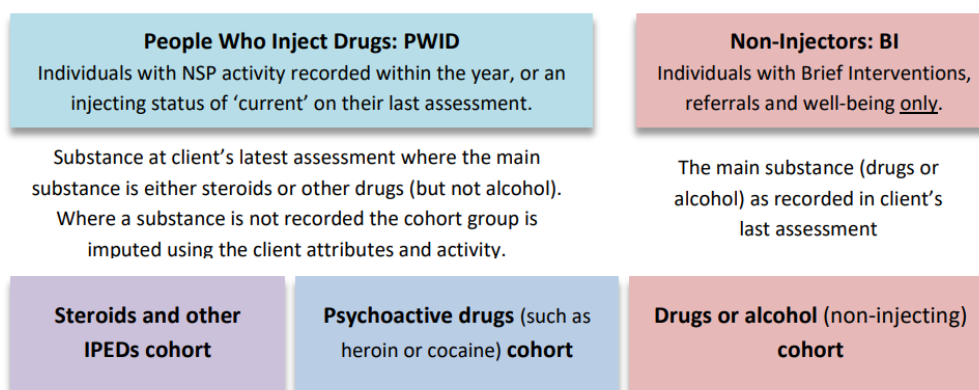 People Who Inject Drugs: PWID
Individuals with NSP activity recorded within the year, or an
injecting status of ‘current’ on their last assessment.
Non-Injectors: BI
Individuals with Brief Interventions,
referrals and well-being only.
Substance at client’s latest assessment where the main
substance is either steroids or other drugs (but not alcohol).
Where a substance is not recorded the cohort group is
imputed using the client attributes and activity.
The main substance (drugs or
alcohol) as recorded in client’s
last assessment
Steroids and other
IPEDs cohort
Psychoactive drugs (such as
heroin or cocaine) cohort
Drugs or alcohol (non-injecting)
cohort